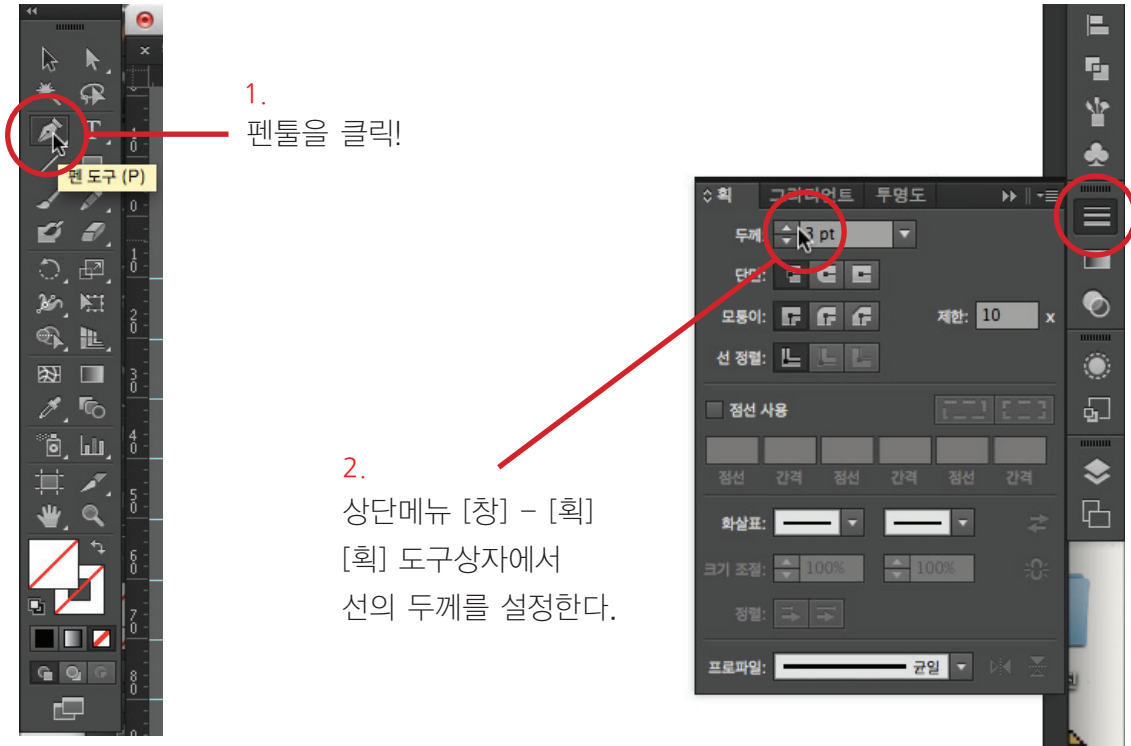 1.
펜툴을 클릭!
펜 도구 (P)
2.
상단메뉴 [창] - [획]
[획] 도구상자에서
선의 두께를 설정한다.
획 그라디언트 투명도
두께: 3 pt
단면:
모퉁이: 제한: 10 x
선 정렬:
점선 사용
점선 간격 점선 간격 점선 간격
화살표:
크기 조절: 100% 100%
정렬:
프로파일: 균일